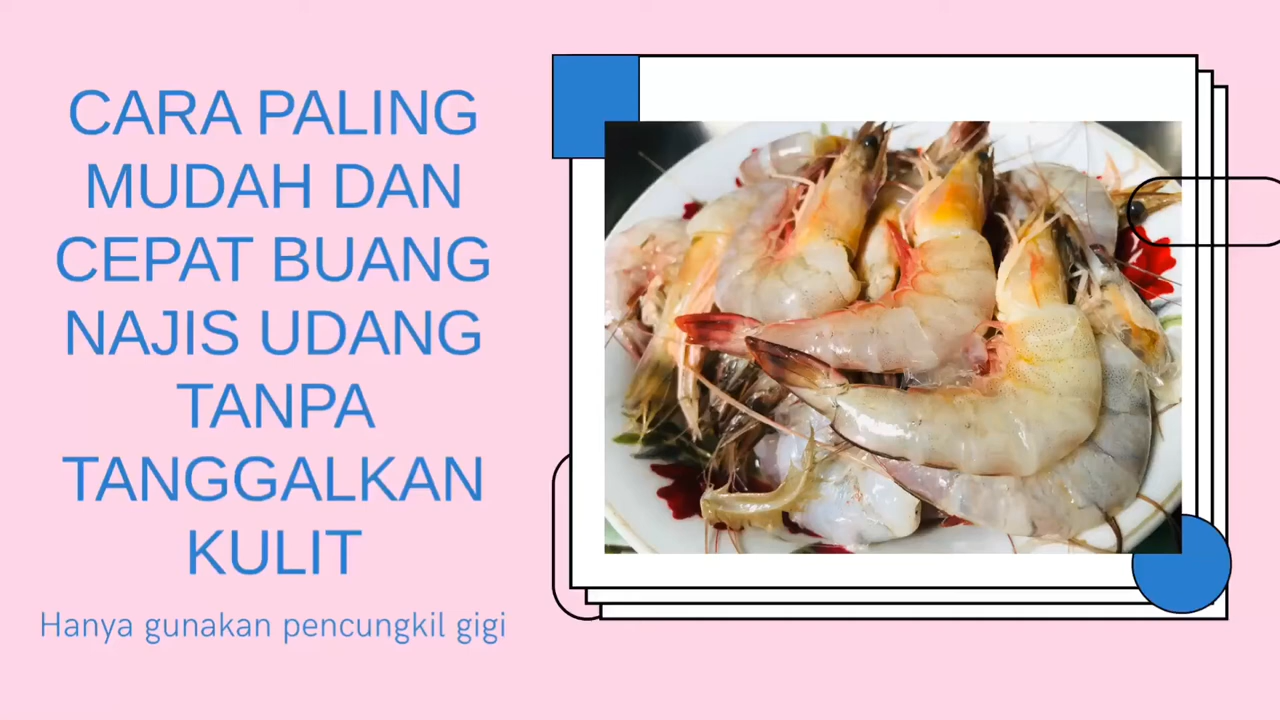 CARA PALING
MUDAH DAN
CEPAT BUANG
NAJIS UDANG
TANPA
TANGGALKAN
KULIT
Hanya gunakan pencungkil gigi